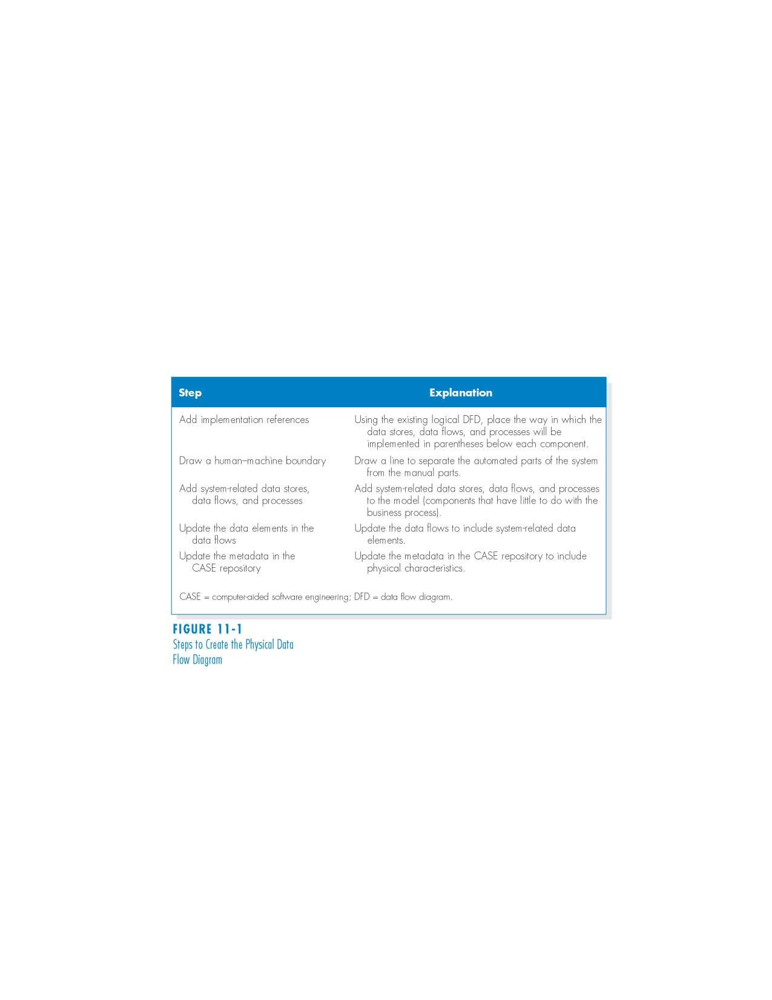 Step Explanation
Add implementation references Using the existing logical DFD, place the way in which the
data stores, data flows, and processes will be
implemented in parentheses below each component.
Draw a human–machine boundary Draw a line to separate the automated parts of the system
from the manual parts.
Add system-related data stores, Add system-related data stores, data flows, and processes
data flows, and processes to the model (components that have little to do with the
business process).
Update the data elements in the Update the data flows to include system-related data
data flows elements.
Update the metadata in the Update the metadata in the CASE repository to include
CASE repository physical characteristics.
CASE = computer-aided software engineering; DFD = data flow diagram.
FIGURE 11-1
Steps to Create the Physical Data
Flow Diagram